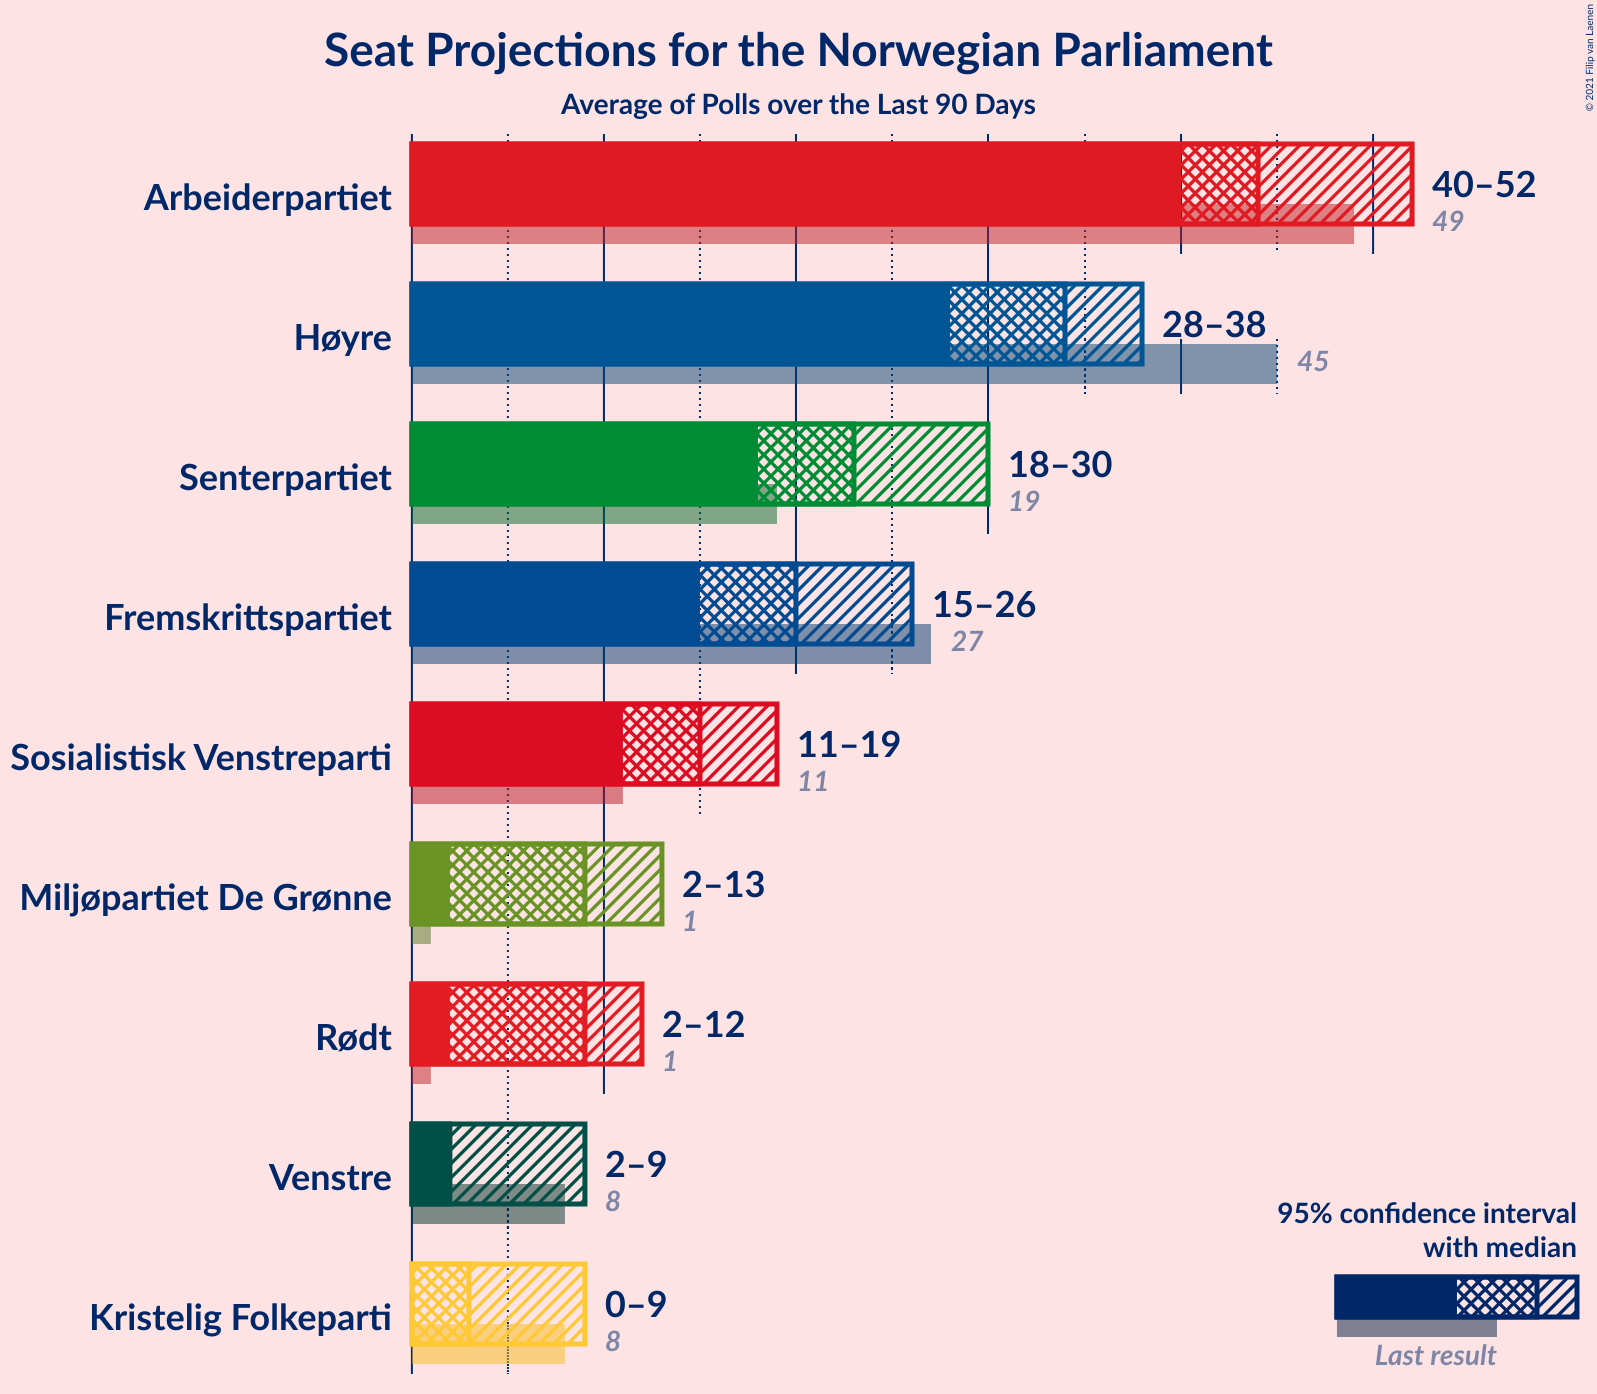 Seat Projections for the Norwegian Parliament
Average of Polls over the Last 90 Days
© 2021 Filip van Laenen
Arbeiderpartiet
40–52
49
Høyre
28–38
45
Senterpartiet
18–30
19
Fremskrittspartiet
15–26
27
Sosialistisk Venstreparti
11–19
11
Miljøpartiet De Grønne
2–13
1
Rødt
2–12
1
Venstre
2–9
8
Kristelig Folkeparti
0–9
8
95% confidence interval
with median
Last result